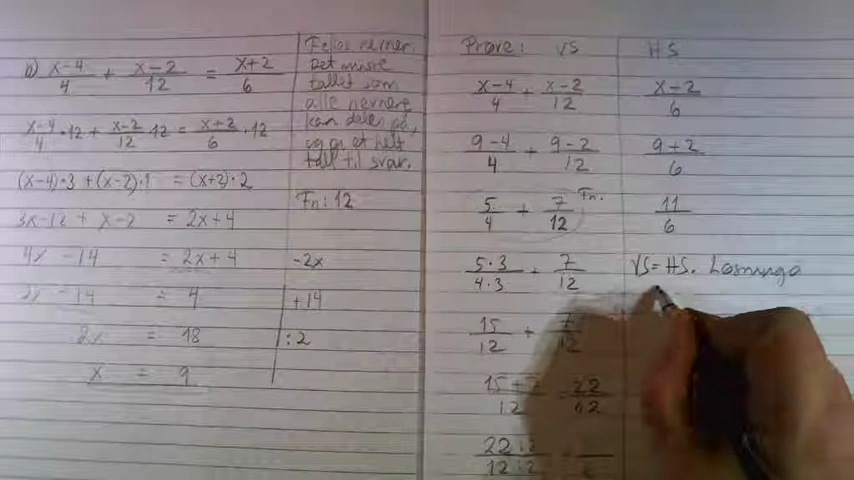 a) x-4/4 + x-2/12 = x+2/6
x-4/4 · 12 + x-2/12 · 12 = x+2/6 · 12
(x-4)·3 + (x-2)·1 = (x+2)·2
3x-12 + x-2 = 2x+4
4x -14 = 2x+4
2x -14 = 4
2x = 18
x = 9
Felles nevner:
Det minste
tallet som
alle nevnere
kan deles på,
og gi et helt
tall til svar.
Fn: 12
-2x
+14
:2
Prøve: VS
x-4/4 + x-2/12
9-4/4 + 9-2/12
5/4 + 7/12 Fn.
5·3/4·3 + 7/12
15/12 + 7/12
15+7/12 22/12
22:2/12:2
HS
x+2/6
9+2/6
11/6
VS = HS. Løsninga